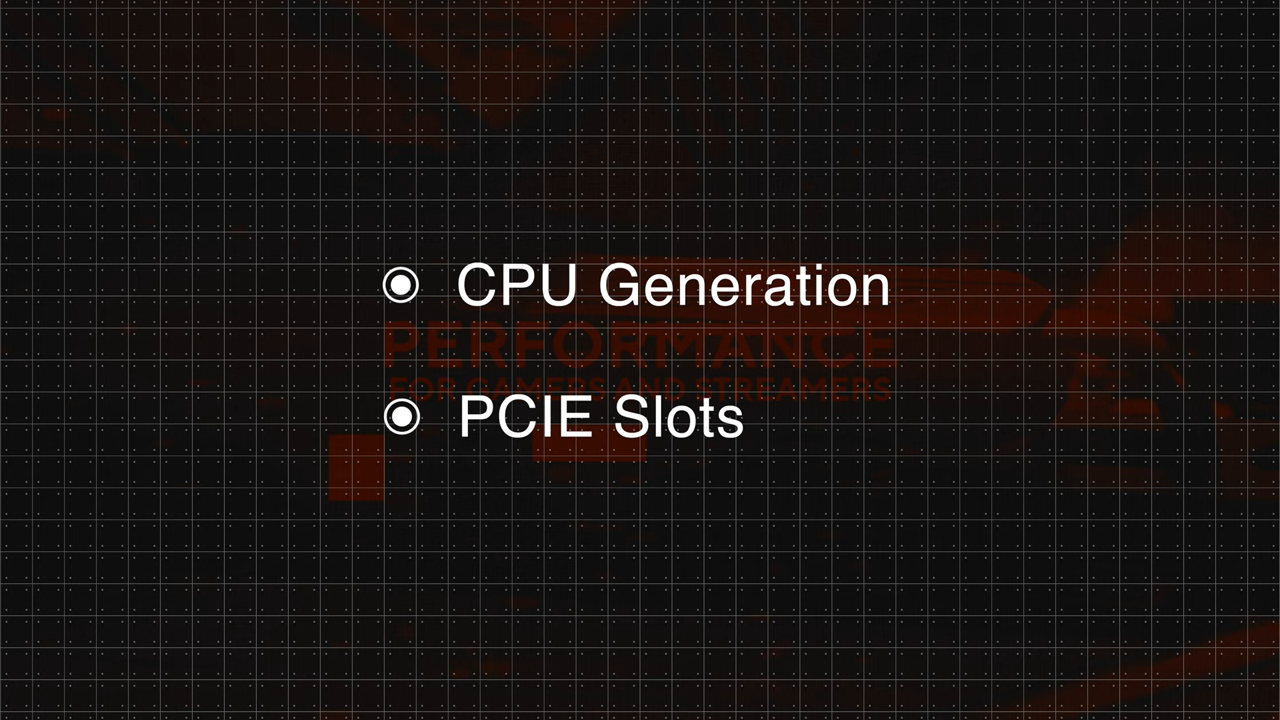 CPU Generation
PERFORMANCE
FOR GAMERS AND STREAMERS
PCIE Slots